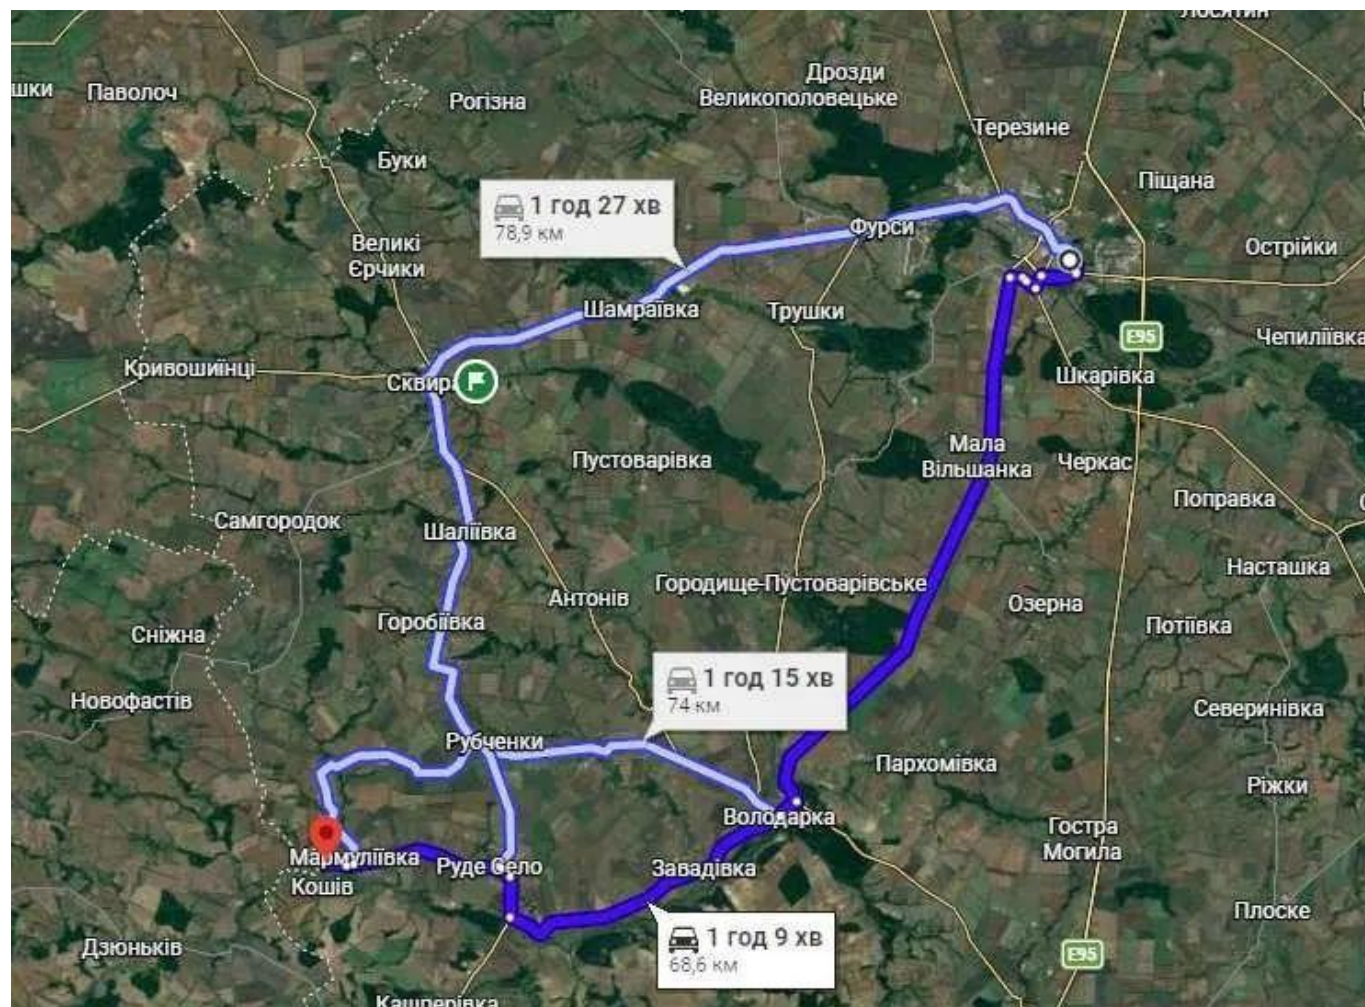 Лосятин
шки
Паволоч
Рогізна
Дрозди
Великополовецьке
Терезине
Буки
Піщана
1 год 27 хв
78,9 км
Фурси
Великі
Єрчики
Острійки
Шамраївка
Трушки
E95
Чепиліївка
Кривошиїнці
Сквира
Шкарівка
Мала
Вільшанка
Черкас
Пустоварівка
Поправка
Самгородок
Шаліївка
Насташка
Антонів
Городище-Пустоварівське
Озерна
Горобіївка
Сніжна
Потіївка
1 год 15 хв
74 км
Новофастів
Северинівка
Рубченки
Пархомівка
Ріжки
Володарка
Гостра
Могила
Мармуліївка
Руде Село
Завадівка
Кошів
Плоске
1 год 9 хв
68,6 км
Дзюньків
E95
Кашперівка